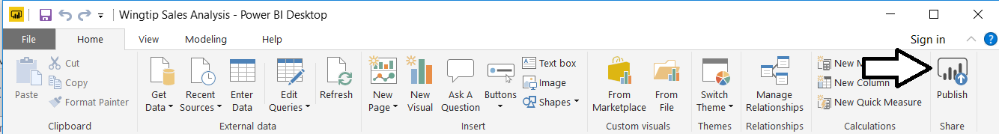 Wingtip Sales Analysis - Power BI Desktop
File Home View Modeling Help Sign in
Paste
Cut
Copy
Format Painter
Clipboard
Get Data
Recent Sources
Enter Data
Edit Queries
Refresh
External data
New Page
New Visual
Ask A Question
Buttons
Text box
Image
Shapes
Insert
From Marketplace
From File
Custom visuals
Switch Theme
Themes
Manage Relationships
Relationships
New
New Column
New Quick Measure
Calculations
Publish
Share